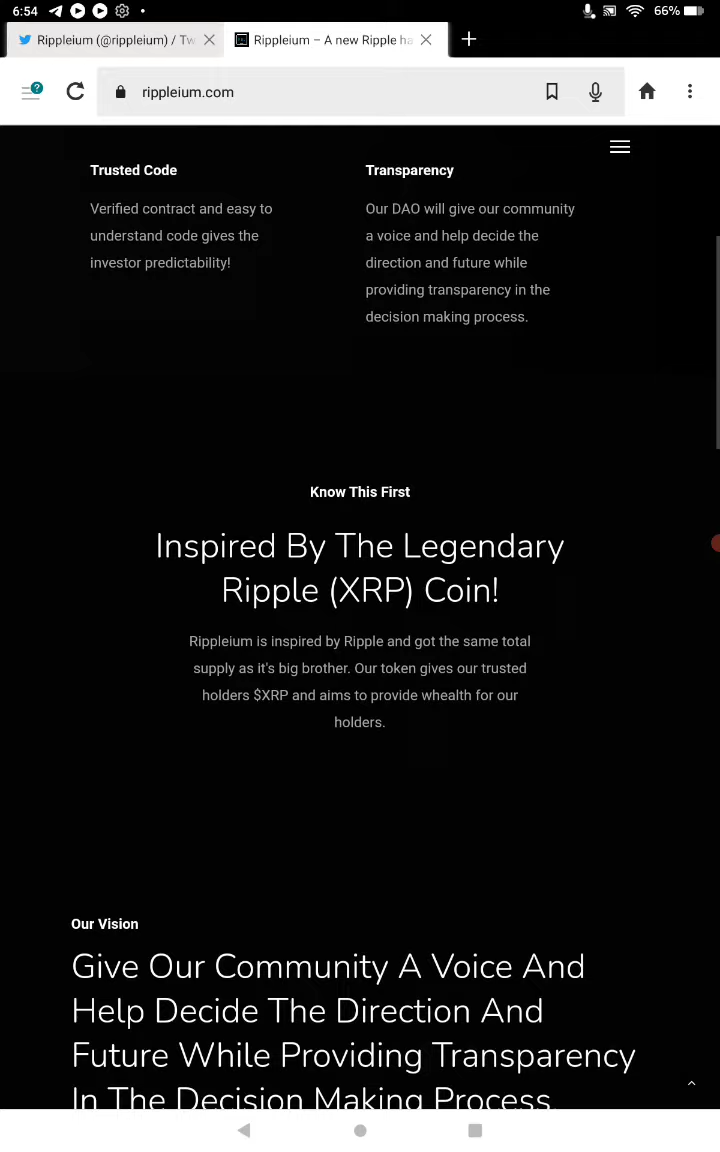 6:54
66%
Rippleium (@rippleium) / Tw
Rippleium – A new Ripple ha
rippleium.com
Trusted Code
Verified contract and easy to
understand code gives the
investor predictability!
Transparency
Our DAO will give our community
a voice and help decide the
direction and future while
providing transparency in the
decision making process.
Know This First
Inspired By The Legendary
Ripple (XRP) Coin!
Rippleium is inspired by Ripple and got the same total
supply as it's big brother. Our token gives our trusted
holders $XRP and aims to provide whealth for our
holders.
Our Vision
Give Our Community A Voice And
Help Decide The Direction And
Future While Providing Transparency
In The Decision Making Process.